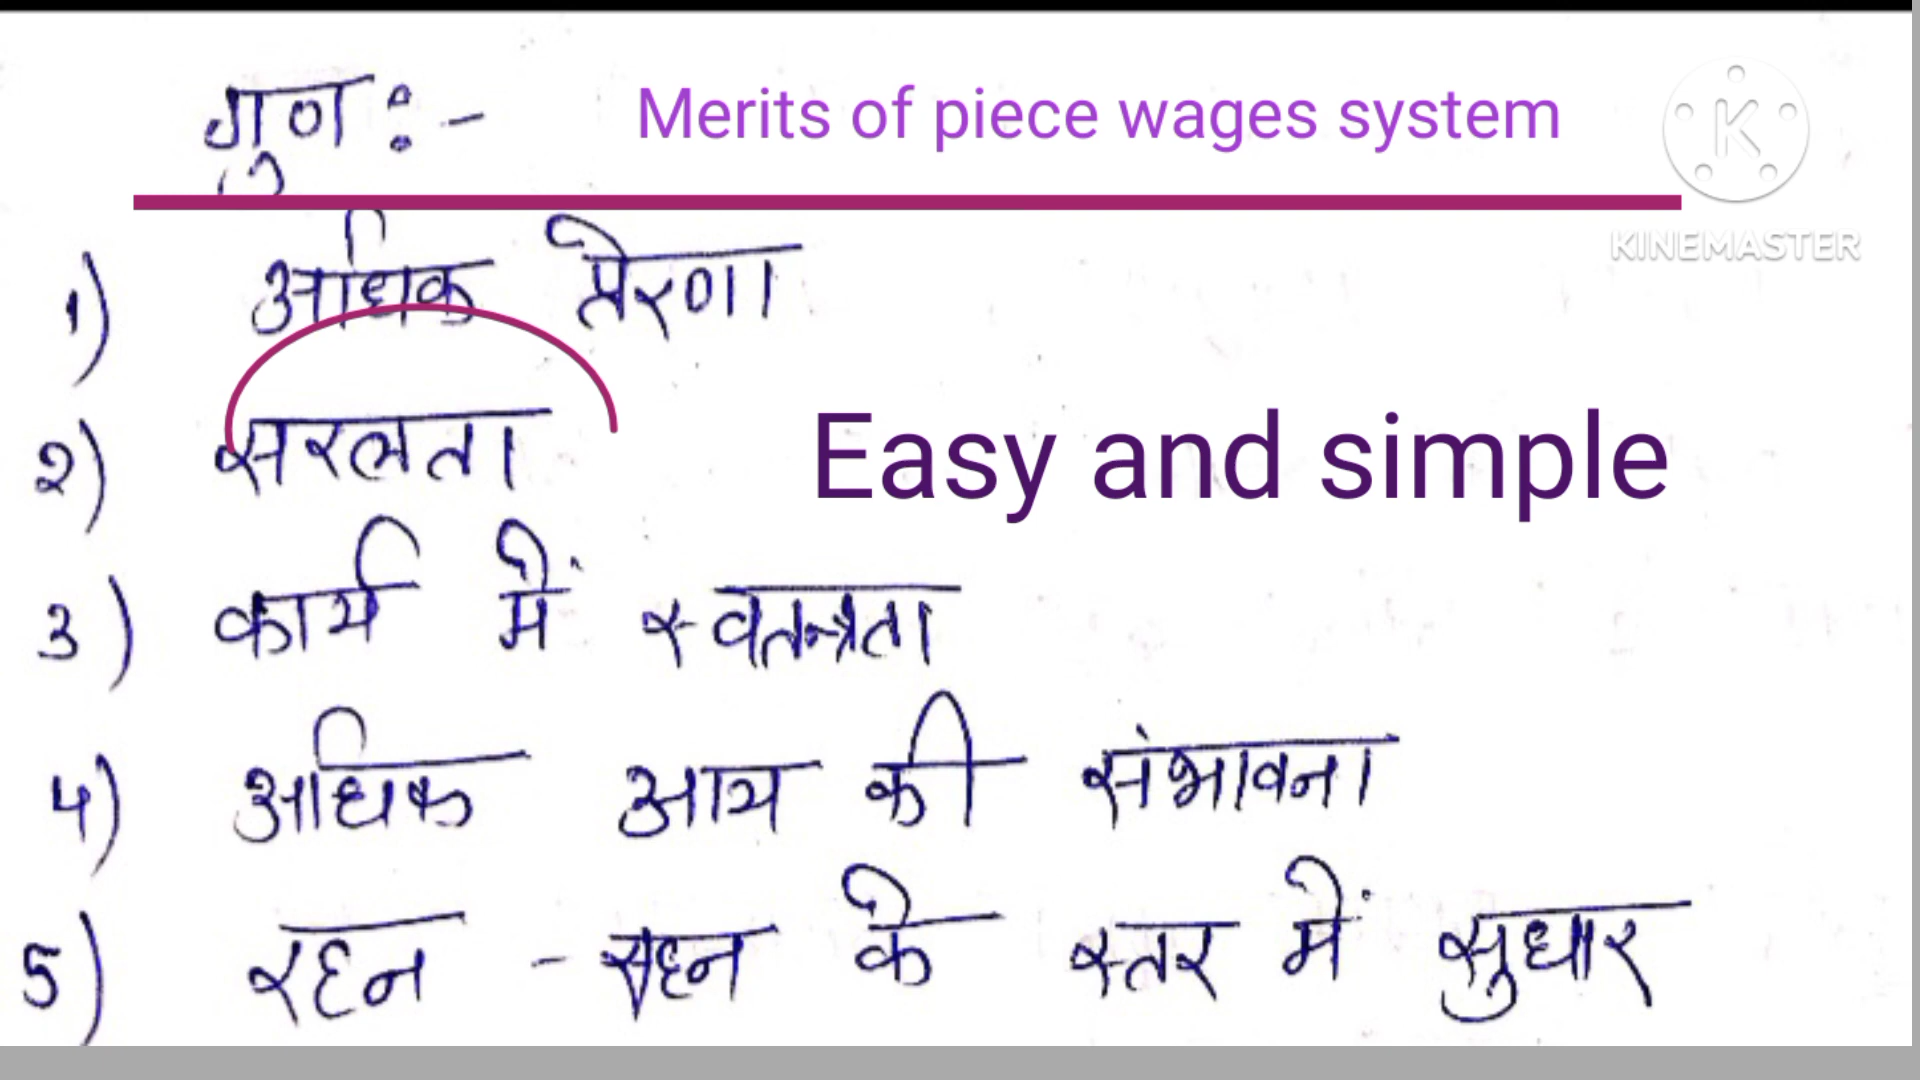 गुण :- Merits of piece wages system
KINEMASTER
1) अधिक प्रेरणा
2) सरलता Easy and simple
3) कार्य में स्वतन्त्रता
4) अधिक आय की संभावना
5) रहन - सहन के स्तर में सुधार